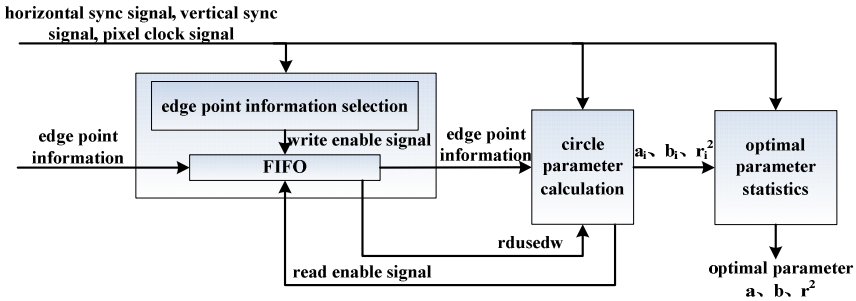 horizontal sync signal, vertical sync
signal, pixel clock signal
edge point information selection
write enable signal
edge point
information
FIFO
edge point
information
circle
parameter
calculation
aᵢ、bᵢ、rᵢ²
optimal
parameter
statistics
rdusedw
read enable signal
optimal parameter
a、b、r²